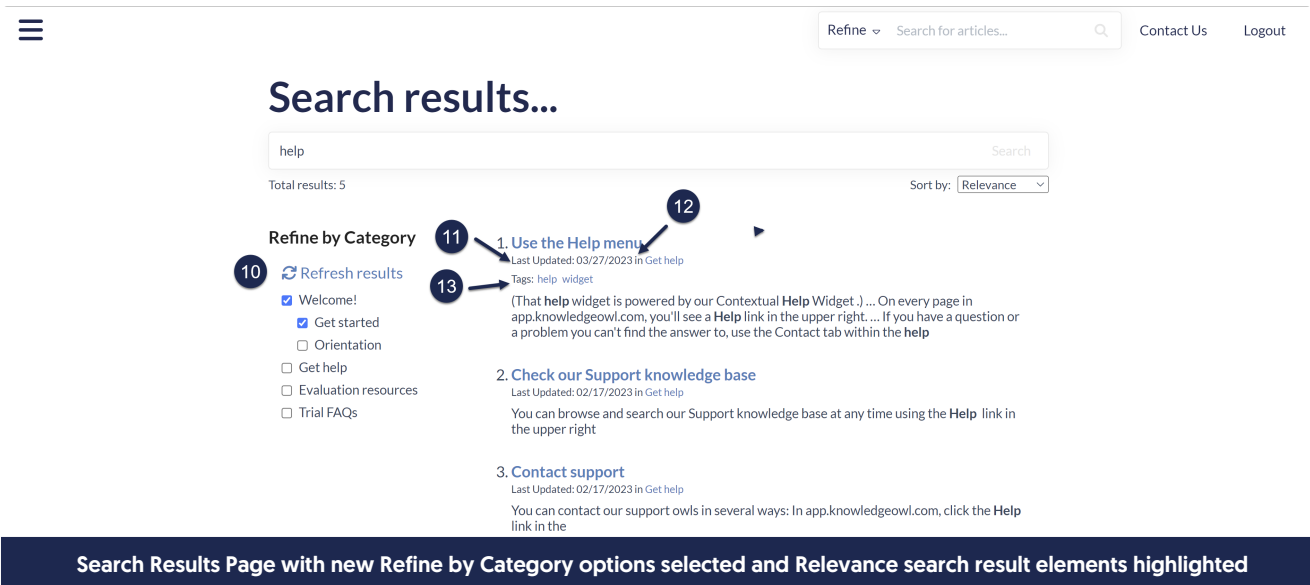 Refine Search for articles... Contact Us Logout
Search results...
help Search
Total results: 5 Sort by: Relevance
Refine by Category
10 Refresh results
Welcome!
Get started
Orientation
Get help
Evaluation resources
Trial FAQs
11
12
13
1. Use the Help menu
Last Updated: 03/27/2023 in Get help
Tags: help widget
(That help widget is powered by our Contextual Help Widget .) ... On every page in
app.knowledgeowl.com, you'll see a Help link in the upper right. ... If you have a question or
a problem you can't find the answer to, use the Contact tab within the help
2. Check our Support knowledge base
Last Updated: 02/17/2023 in Get help
You can browse and search our Support knowledge base at any time using the Help link in
the upper right
3. Contact support
Last Updated: 02/17/2023 in Get help
You can contact our support owls in several ways: In app.knowledgeowl.com, click the Help
link in the
Search Results Page with new Refine by Category options selected and Relevance search result elements highlighted